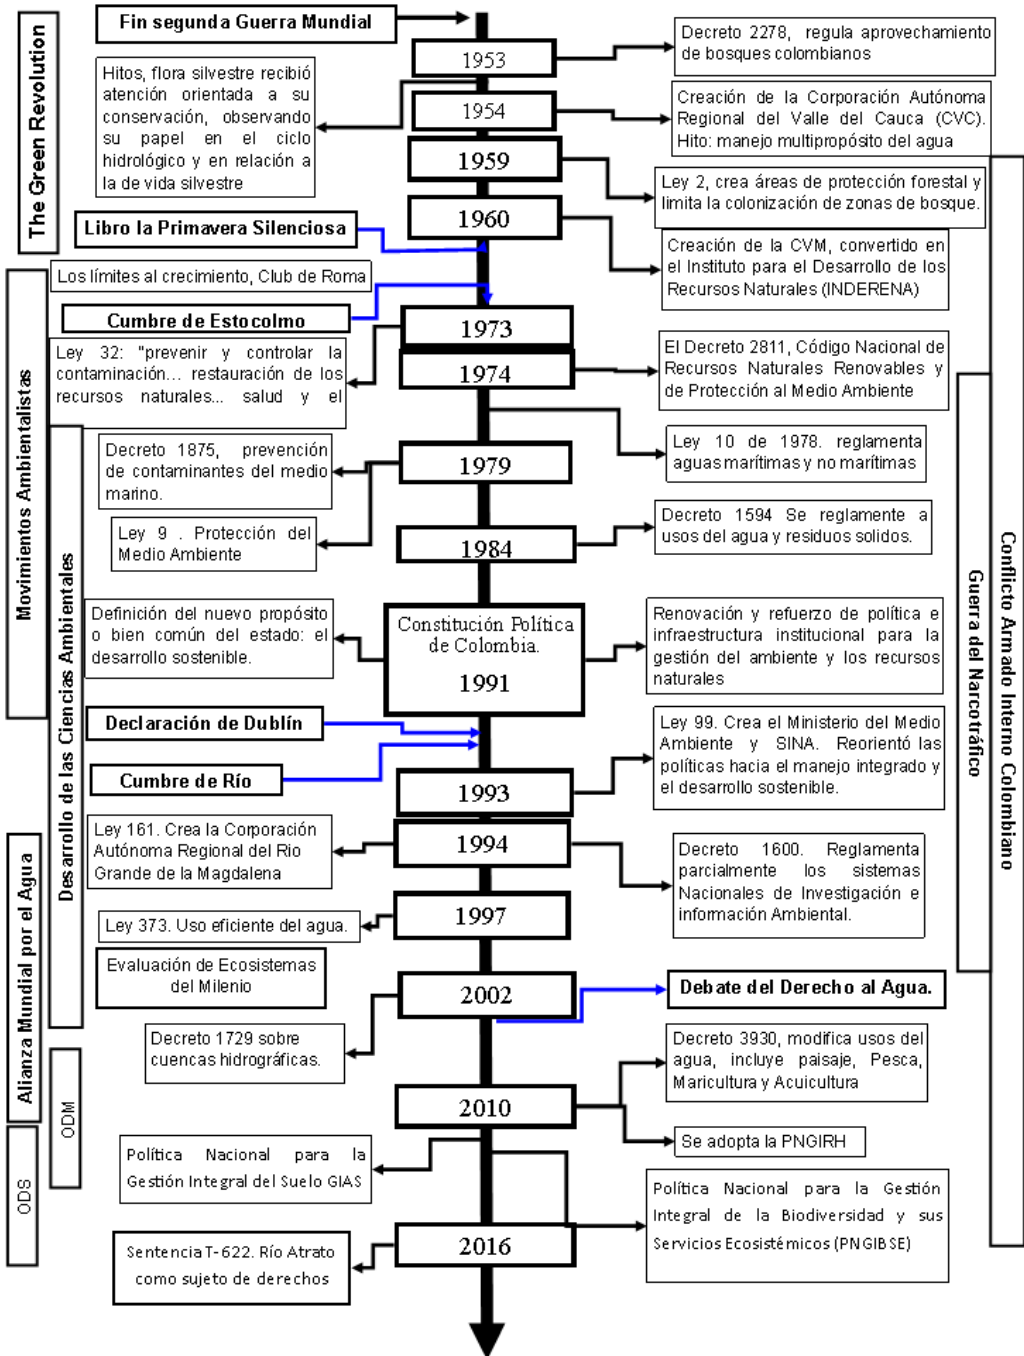 Fin segunda Guerra Mundial
The Green Revolution
1953
Decreto 2278, regula aprovechamiento
de bosques colombianos
Hitos, flora silvestre recibió
atención orientada a su
conservación, observando
su papel en el ciclo
hidrológico y en relación a
la de vida silvestre
1954
Creación de la Corporación Autónoma
Regional del Valle del Cauca (CVC).
Hito: manejo multipropósito del agua
1959
Ley 2, crea áreas de protección forestal y
limita la colonización de zonas de bosque.
1960
Libro la Primavera Silenciosa
Creación de la CVM, convertido en
el Instituto para el Desarrollo de los
Recursos Naturales (INDERENA)
Los límites al crecimiento, Club de Roma
Cumbre de Estocolmo
1973
Ley 32: "prevenir y controlar la
contaminación... restauración de los
recursos naturales... salud y el
1974
El Decreto 2811, Código Nacional de
Recursos Naturales Renovables y
de Protección al Medio Ambiente
Movimientos Ambientalistas
Ley 10 de 1978. reglamenta
aguas marítimas y no marítimas
Decreto 1875, prevención
de contaminantes del medio
marino.
1979
Ley 9 . Protección del
Medio Ambiente
1984
Decreto 1594 Se reglamente a
usos del agua y residuos solidos.
Conflicto Armado Interno Colombiano
Guerra del Narcotráfico
Desarrollo de las Ciencias Ambientales
Definición del nuevo propósito
o bien común del estado: el
desarrollo sostenible.
Constitución Política
de Colombia.
1991
Renovación y refuerzo de política e
infraestructura institucional para la
gestión del ambiente y los recursos
naturales
Declaración de Dublín
Cumbre de Río
Ley 99. Crea el Ministerio del Medio
Ambiente y SINA. Reorientó las
políticas hacia el manejo integrado y
el desarrollo sostenible.
1993
Ley 161. Crea la Corporación
Autónoma Regional del Rio
Grande de la Magdalena
1994
Decreto 1600. Reglamenta
parcialmente los sistemas
Nacionales de Investigación e
información Ambiental.
Alianza Mundial por el Agua
1997
Ley 373. Uso eficiente del agua.
Evaluación de Ecosistemas
del Milenio
2002
Debate del Derecho al Agua.
Decreto 1729 sobre
cuencas hidrográficas.
Decreto 3930, modifica usos del
agua, incluye paisaje, Pesca,
Maricultura y Acuicultura
2010
ODM
Se adopta la PNGIRH
ODS
Política Nacional para la
Gestión Integral del Suelo GIAS
Política Nacional para la Gestión
Integral de la Biodiversidad y sus
Servicios Ecosistémicos (PNGIBSE)
2016
Sentencia T-622. Río Atrato
como sujeto de derechos